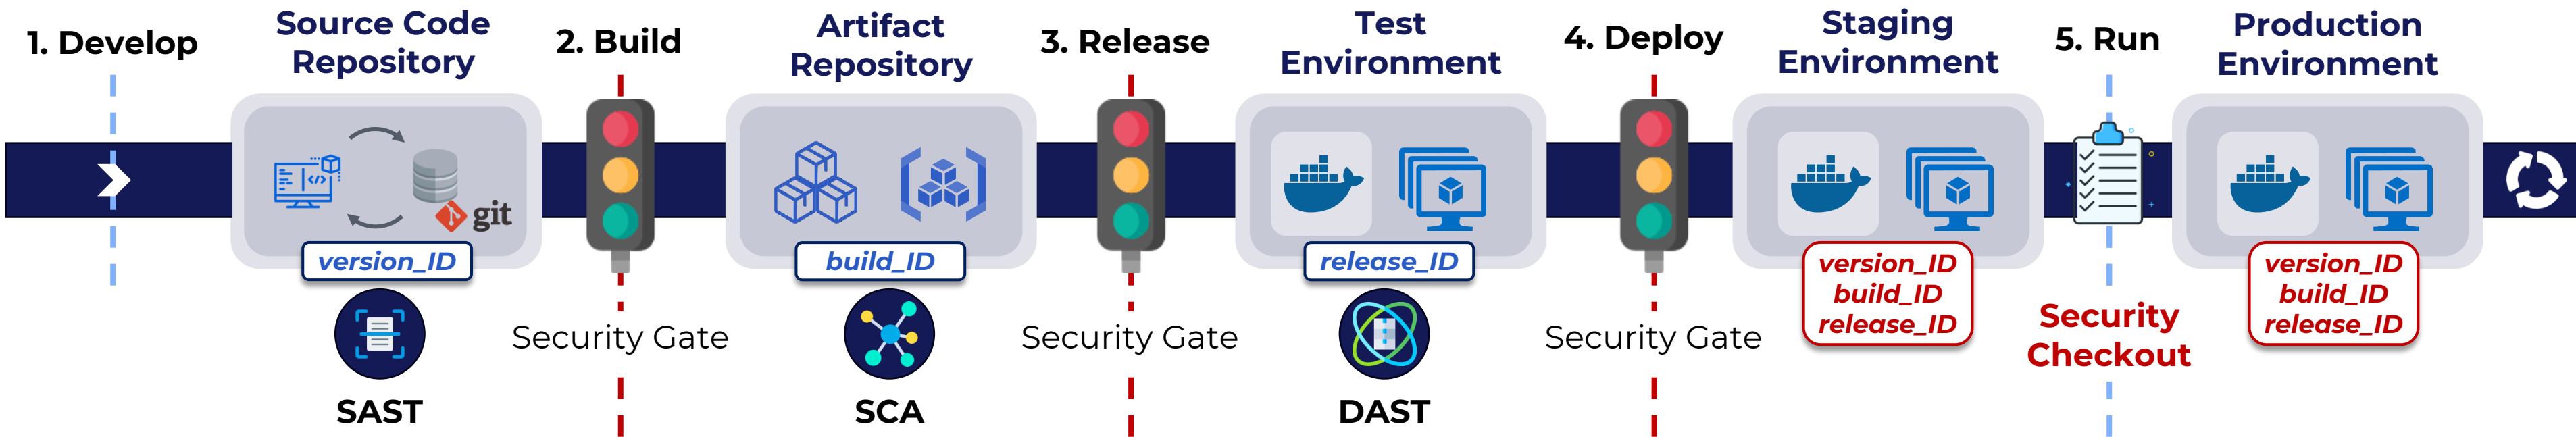 1. Develop
Source Code
Repository
2. Build
Artifact
Repository
3. Release
Test
Environment
4. Deploy
Staging
Environment
5. Run
Production
Environment
git
version_ID
build_ID
release_ID
version_ID
build_ID
release_ID
version_ID
build_ID
release_ID
Security Gate
Security Gate
Security Gate
Security
Checkout
SAST
SCA
DAST